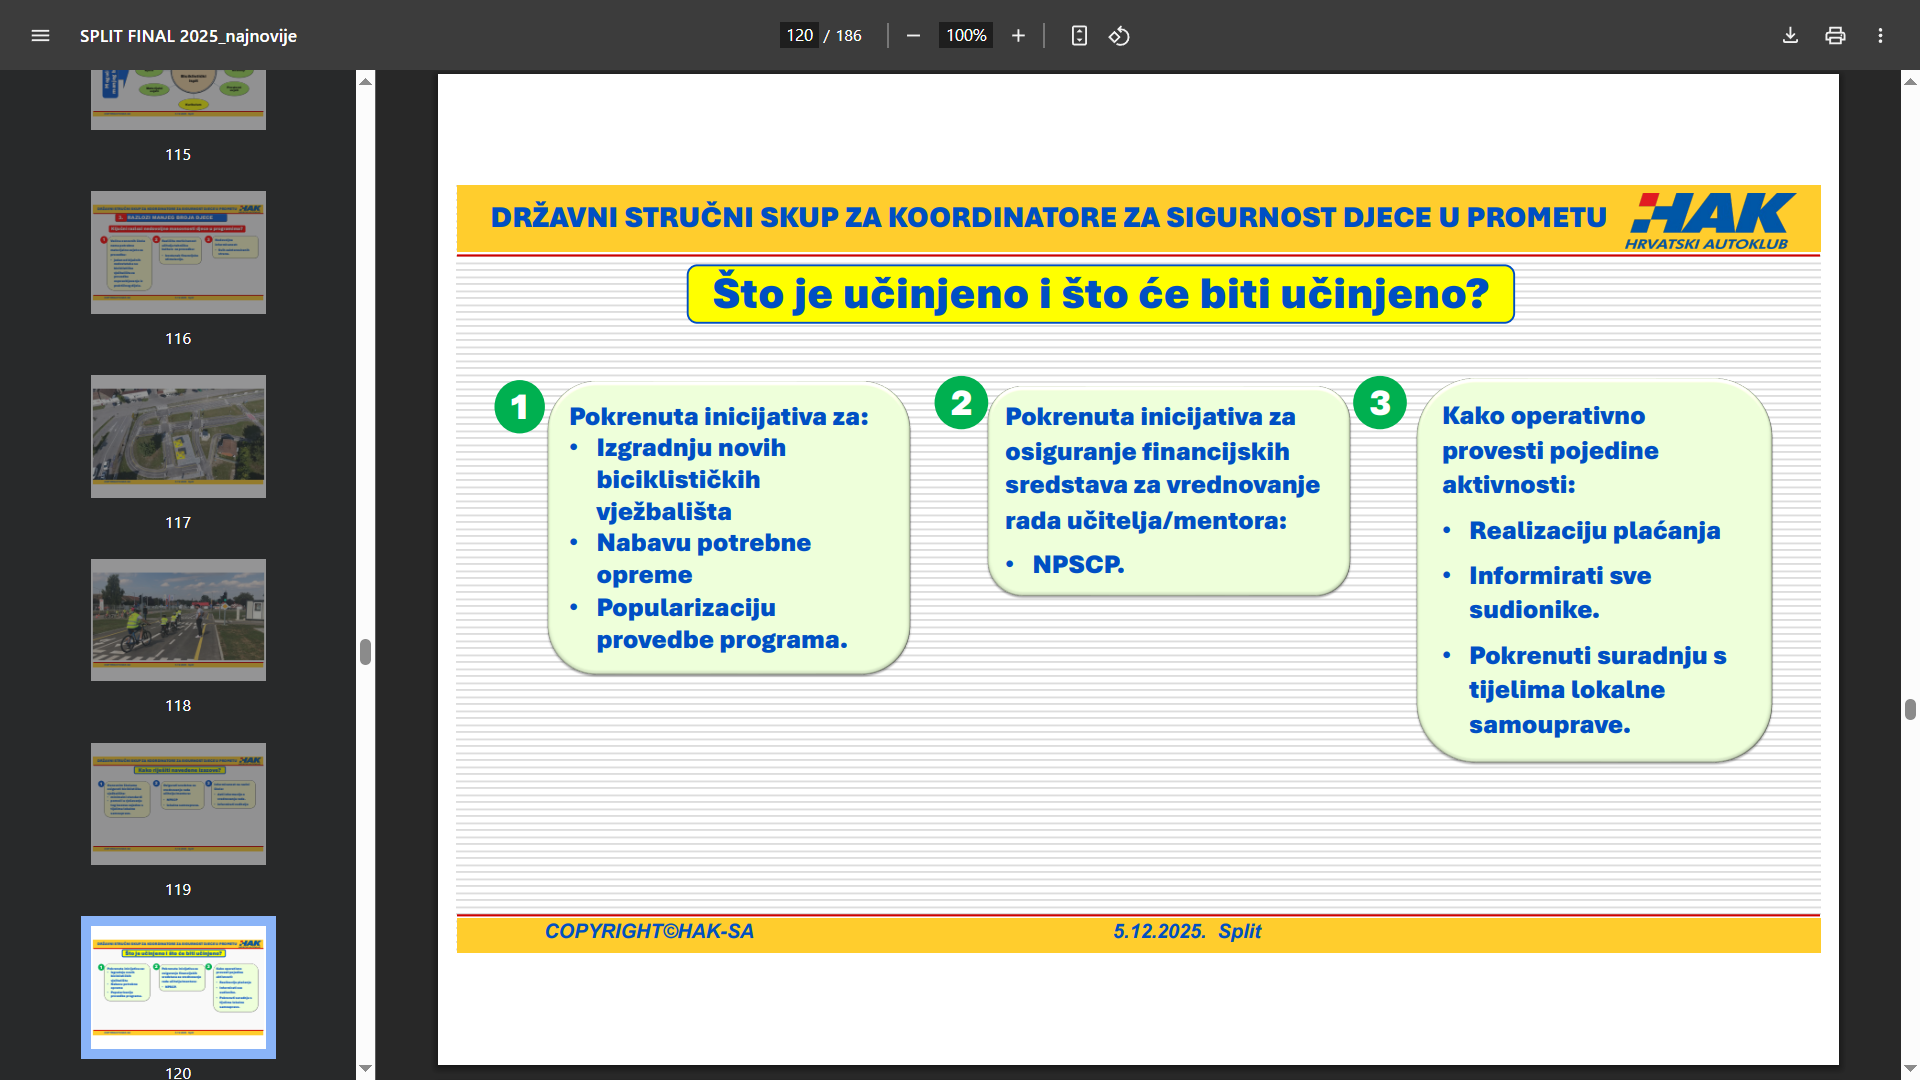 SPLIT FINAL 2025_najnovije
120 / 186
100%
115
116
117
118
119
120
DRŽAVNI STRUČNI SKUP ZA KOORDINATORE ZA SIGURNOST DJECE U PROMETU
HAK
HRVATSKI AUTOKLUB
Što je učinjeno i što će biti učinjeno?
1
Pokrenuta inicijativa za:
• Izgradnju novih
biciklističkih
vježbališta
• Nabavu potrebne
opreme
• Popularizaciju
provedbe programa.
2
Pokrenuta inicijativa za
osiguranje financijskih
sredstava za vrednovanje
rada učitelja/mentora:
• NPSCP.
3
Kako operativno
provesti pojedine
aktivnosti:
• Realizaciju plaćanja
• Informirati sve
sudionike.
• Pokrenuti suradnju s
tijelima lokalne
samouprave.
COPYRIGHT©HAK-SA
5.12.2025. Split